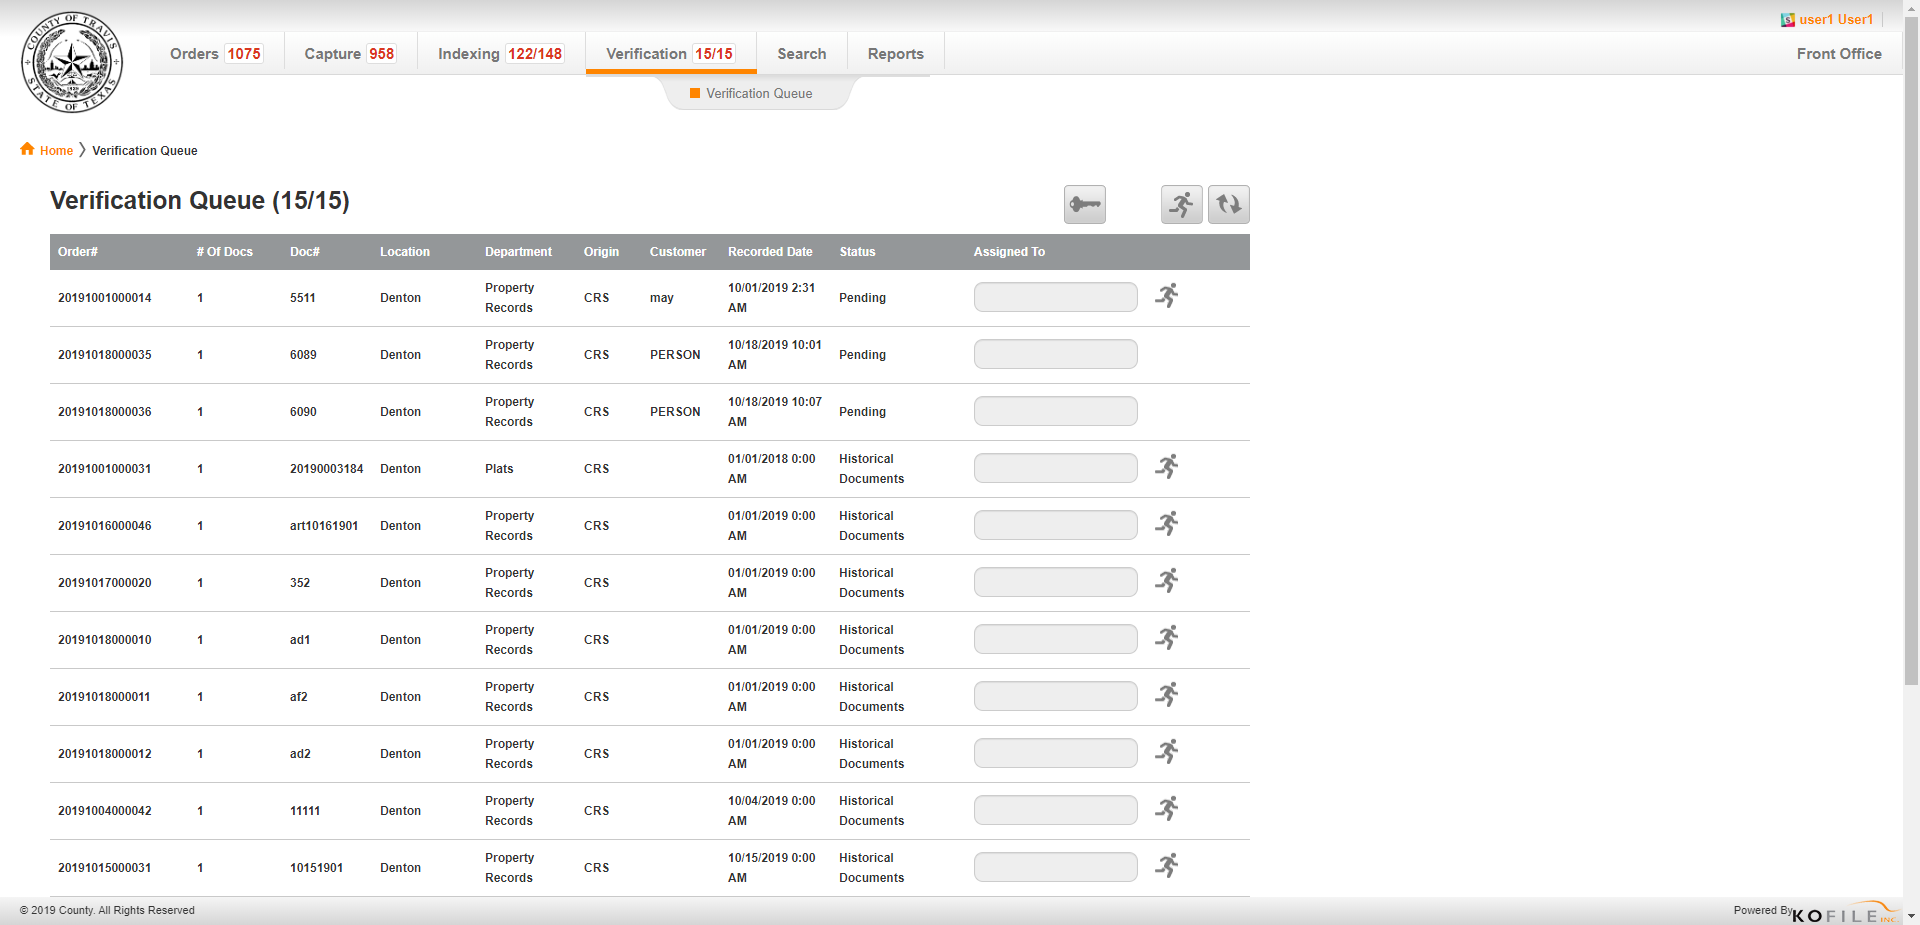 COUNTY OF TRAVIS
STATE OF TEXAS
user1 User1
Orders 1075 Capture 958 Indexing 122/148 Verification 15/15 Search Reports Front Office
Verification Queue
Home Verification Queue
Verification Queue (15/15)
Order# # Of Docs Doc# Location Department Origin Customer Recorded Date Status Assigned To
20191001000014 1 5511 Denton Property Records CRS may 10/01/2019 2:31 AM Pending
20191018000035 1 6089 Denton Property Records CRS PERSON 10/18/2019 10:01 AM Pending
20191018000036 1 6090 Denton Property Records CRS PERSON 10/18/2019 10:07 AM Pending
20191001000031 1 20190003184 Denton Plats CRS 01/01/2018 0:00 AM Historical Documents
20191016000046 1 art10161901 Denton Property Records CRS 01/01/2019 0:00 AM Historical Documents
20191017000020 1 352 Denton Property Records CRS 01/01/2019 0:00 AM Historical Documents
20191018000010 1 ad1 Denton Property Records CRS 01/01/2019 0:00 AM Historical Documents
20191018000011 1 af2 Denton Property Records CRS 01/01/2019 0:00 AM Historical Documents
20191018000012 1 ad2 Denton Property Records CRS 01/01/2019 0:00 AM Historical Documents
20191004000042 1 11111 Denton Property Records CRS 10/04/2019 0:00 AM Historical Documents
20191015000031 1 10151901 Denton Property Records CRS 10/15/2019 0:00 AM Historical Documents
© 2019 County. All Rights Reserved
Powered By KOFILE INC.